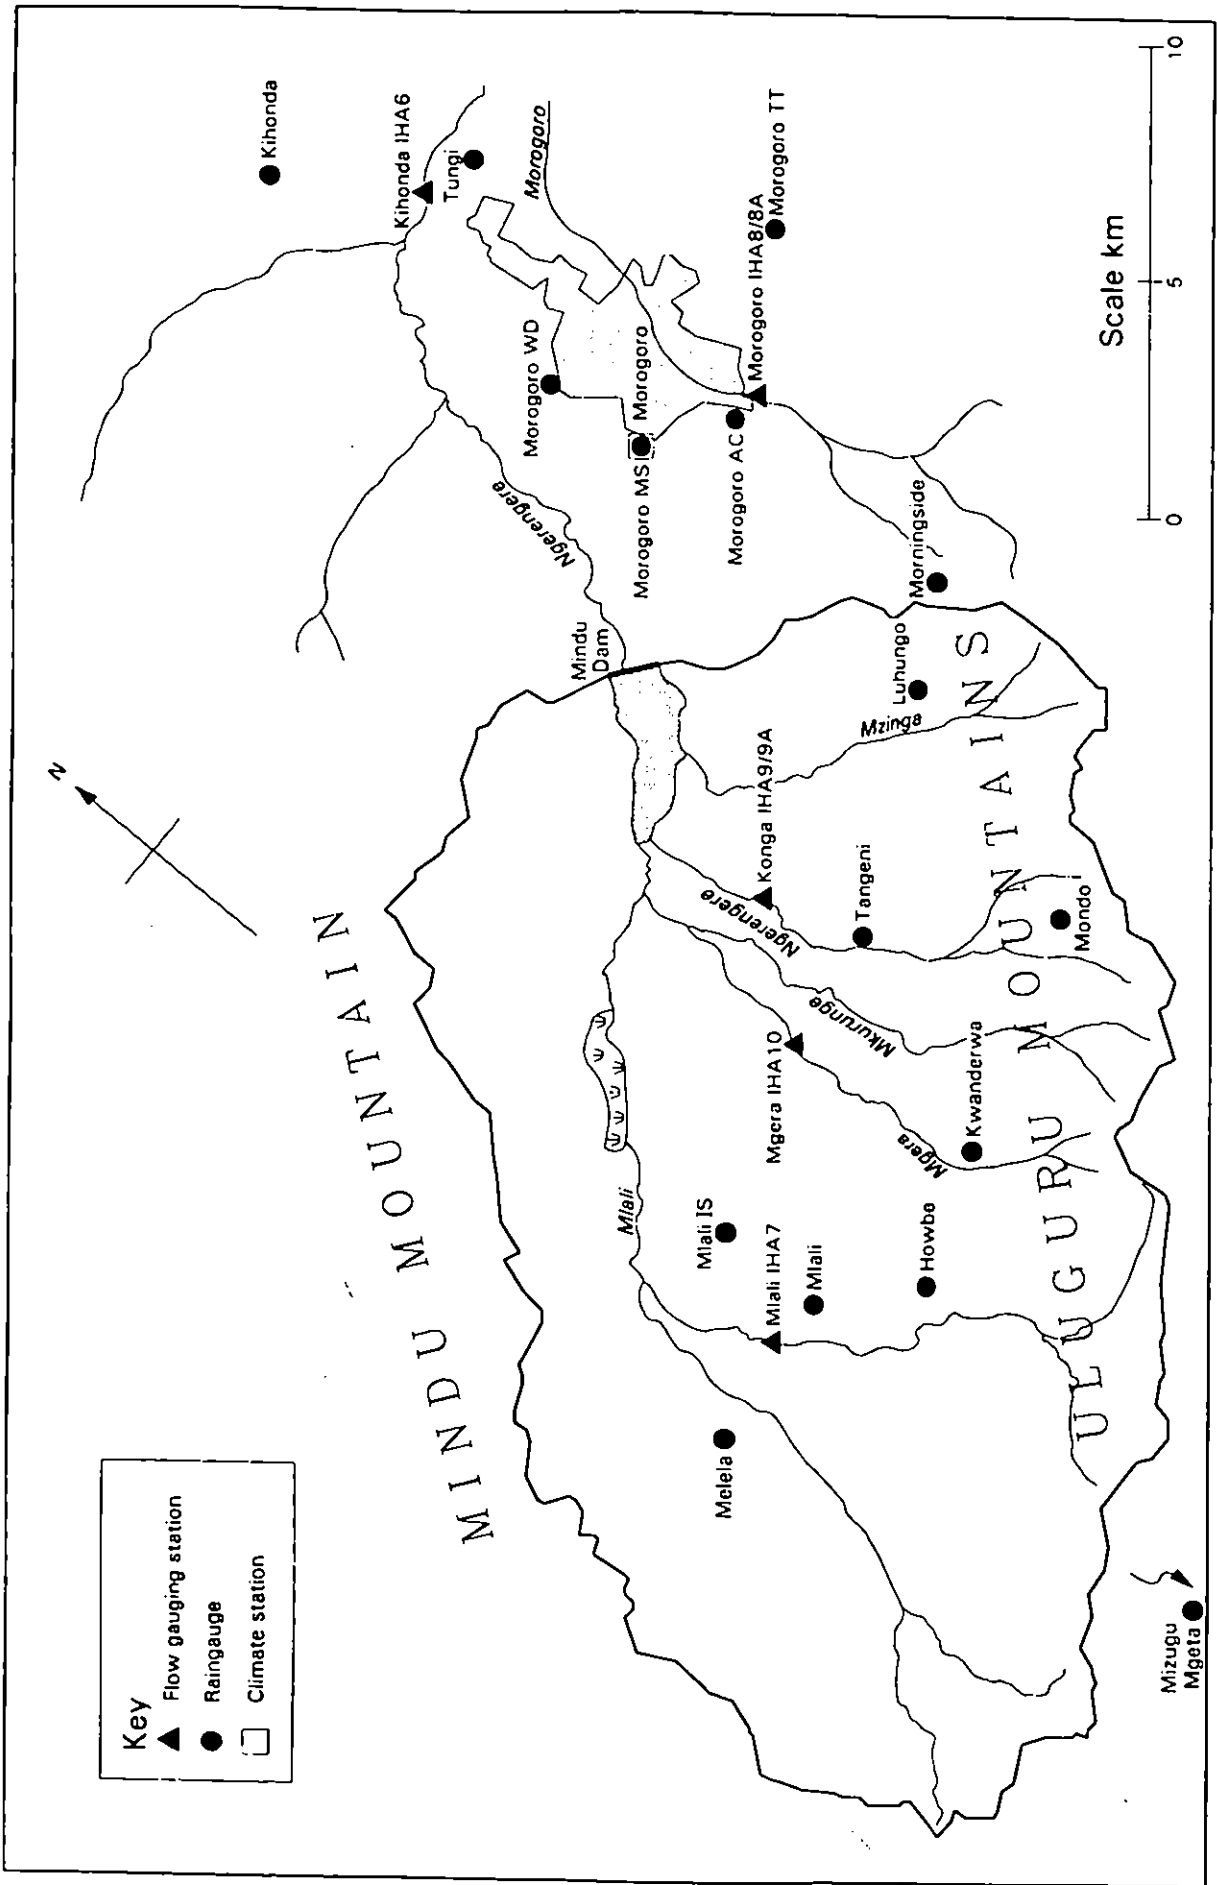 Key
Flow gauging station
Raingauge
Climate station
MINDU MOUNTAIN
N
Kihonda
Kihonda IHA6
Tungi
Morogoro
Morogoro WD
Ngerengere
Mindu
Dam
Morogoro MS
Morogoro
Morogoro AC
Morogoro IHA8/8A
Morogoro TT
Morningside
Luhungo
Mzinga
Konga IHA9/9A
Ngerengere
Tangeni
Mondo
Mkurunge
Mgera IHA10
Mgera
Kwanderwa
Mlali
Mlali IS
Mlali IHA7
Mlali
Howbe
Melela
ULUGURU MOUNTAINS
Mizugu
Mgeta
Scale km
0 5 10